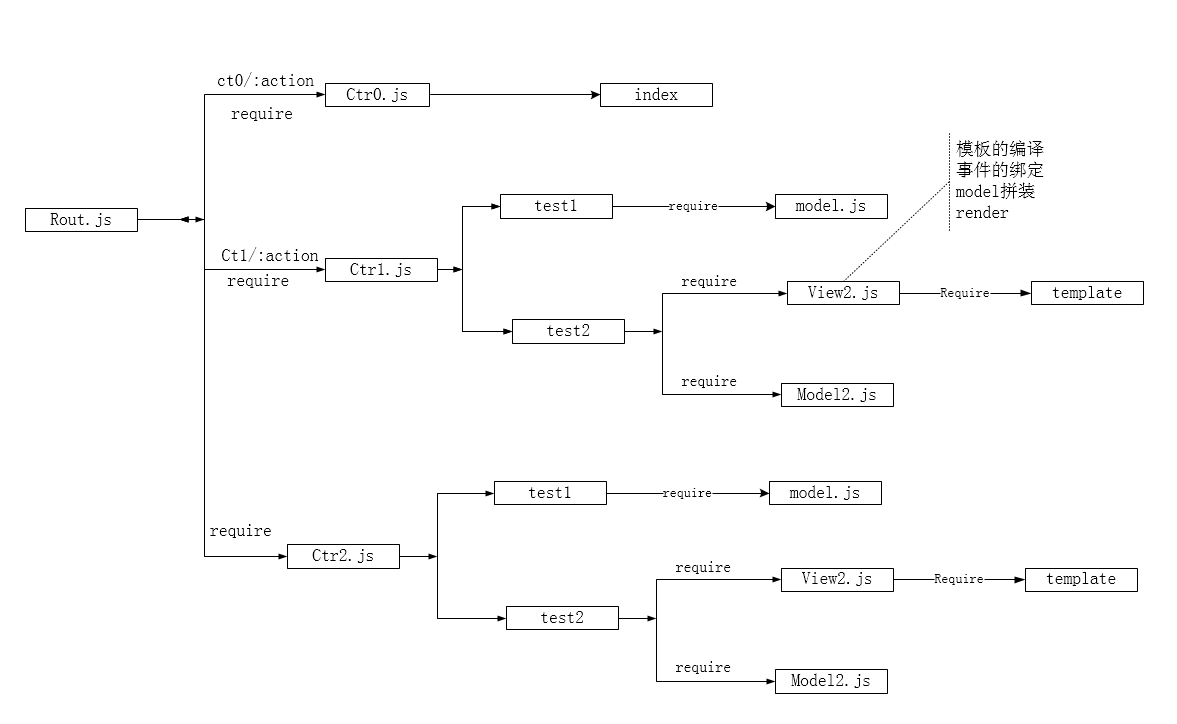 ct0/:action
Ctr0.js
index
require
模板的编译
事件的绑定
model拼装
render
Rout.js
test1
require
model.js
Ct1/:action
Ctr1.js
require
require
View2.js
Require
template
test2
require
Model2.js
test1
require
model.js
require
Ctr2.js
require
View2.js
Require
template
test2
require
Model2.js